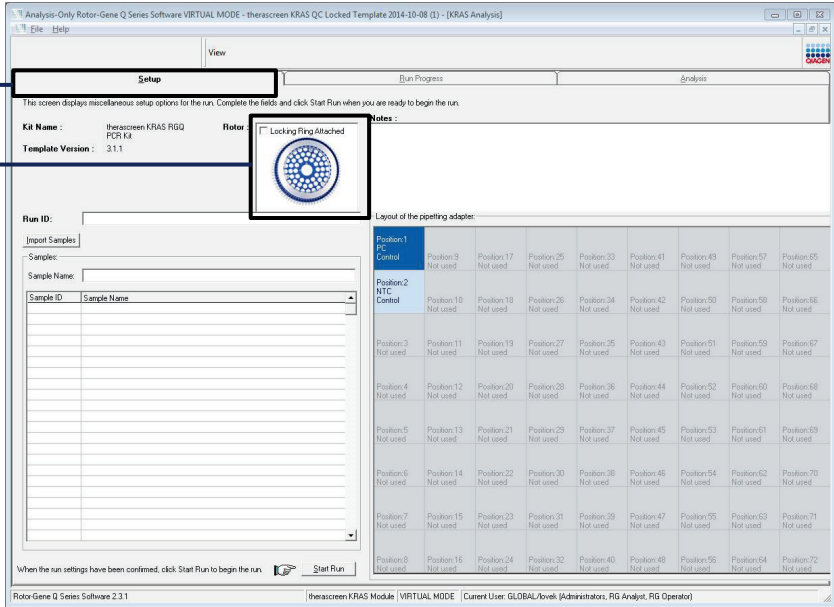 Analysis-Only Rotor-Gene Q Series Software VIRTUAL MODE - therascreen KRAS QC Locked Template 2014-10-08 (1) - [KRAS Analysis]
File Help
View
QIAGEN
Setup Run Progress Analysis
This screen displays miscellaneous setup options for the run. Complete the fields and click Start Run when you are ready to begin the run.
Kit Name : therascreen KRAS RGQ PCR Kit
Template Version : 3.1.1
Rotor :
Locking Ring Attached
Notes :
Run ID:
Import Samples
Samples:
Sample Name:
Sample ID Sample Name
When the run settings have been confirmed, click Start Run to begin the run. Start Run
Layout of the pipetting adapter:
Position:1
PC
Control
Position:9 Position:17 Position:25 Position:33 Position:41 Position:49 Position:57 Position:65
Not used Not used Not used Not used Not used Not used Not used Not used
Position:2
NTC
Control
Position:10 Position:18 Position:26 Position:34 Position:42 Position:50 Position:58 Position:66
Not used Not used Not used Not used Not used Not used Not used Not used
Position:3 Position:11 Position:19 Position:27 Position:35 Position:43 Position:51 Position:59 Position:67
Not used Not used Not used Not used Not used Not used Not used Not used Not used
Position:4 Position:12 Position:20 Position:28 Position:36 Position:44 Position:52 Position:60 Position:68
Not used Not used Not used Not used Not used Not used Not used Not used Not used
Position:5 Position:13 Position:21 Position:29 Position:37 Position:45 Position:53 Position:61 Position:69
Not used Not used Not used Not used Not used Not used Not used Not used Not used
Position:6 Position:14 Position:22 Position:30 Position:38 Position:46 Position:54 Position:62 Position:70
Not used Not used Not used Not used Not used Not used Not used Not used Not used
Position:7 Position:15 Position:23 Position:31 Position:39 Position:47 Position:55 Position:63 Position:71
Not used Not used Not used Not used Not used Not used Not used Not used Not used
Position:8 Position:16 Position:24 Position:32 Position:40 Position:48 Position:56 Position:64 Position:72
Not used Not used Not used Not used Not used Not used Not used Not used Not used
Rotor-Gene Q Series Software 2.3.1 therascreen KRAS Module VIRTUAL MODE Current User: GLOBAL/lovek (Administrators, RG Analyst, RG Operator)